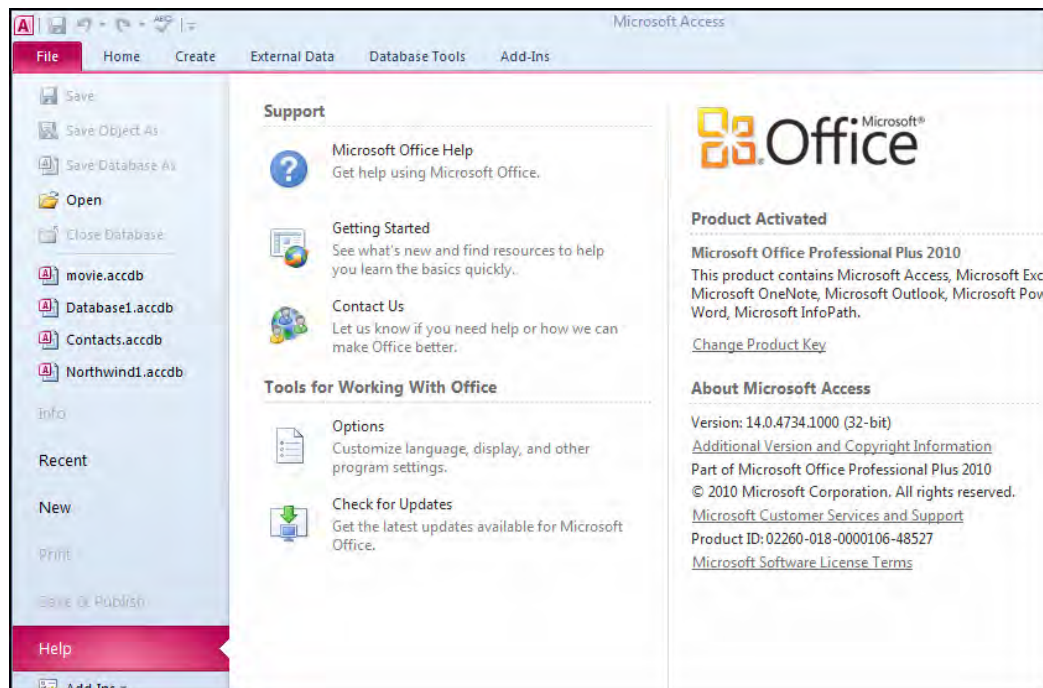 Microsoft Access
File Home Create External Data Database Tools Add-Ins
Save
Save Object As
Save Database As
Open
Close Database
movie.accdb
Database1.accdb
Contacts.accdb
Northwind1.accdb
Info
Recent
New
Print
Save & Publish
Help
Add-Ins
Support
Microsoft Office Help
Get help using Microsoft Office.
Getting Started
See what's new and find resources to help
you learn the basics quickly.
Contact Us
Let us know if you need help or how we can
make Office better.
Tools for Working With Office
Options
Customize language, display, and other
program settings.
Check for Updates
Get the latest updates available for Microsoft
Office.
Microsoft®
Office
Product Activated
Microsoft Office Professional Plus 2010
This product contains Microsoft Access, Microsoft Exc
Microsoft OneNote, Microsoft Outlook, Microsoft Pow
Word, Microsoft InfoPath.
Change Product Key
About Microsoft Access
Version: 14.0.4734.1000 (32-bit)
Additional Version and Copyright Information
Part of Microsoft Office Professional Plus 2010
© 2010 Microsoft Corporation. All rights reserved.
Microsoft Customer Services and Support
Product ID: 02260-018-0000106-48527
Microsoft Software License Terms